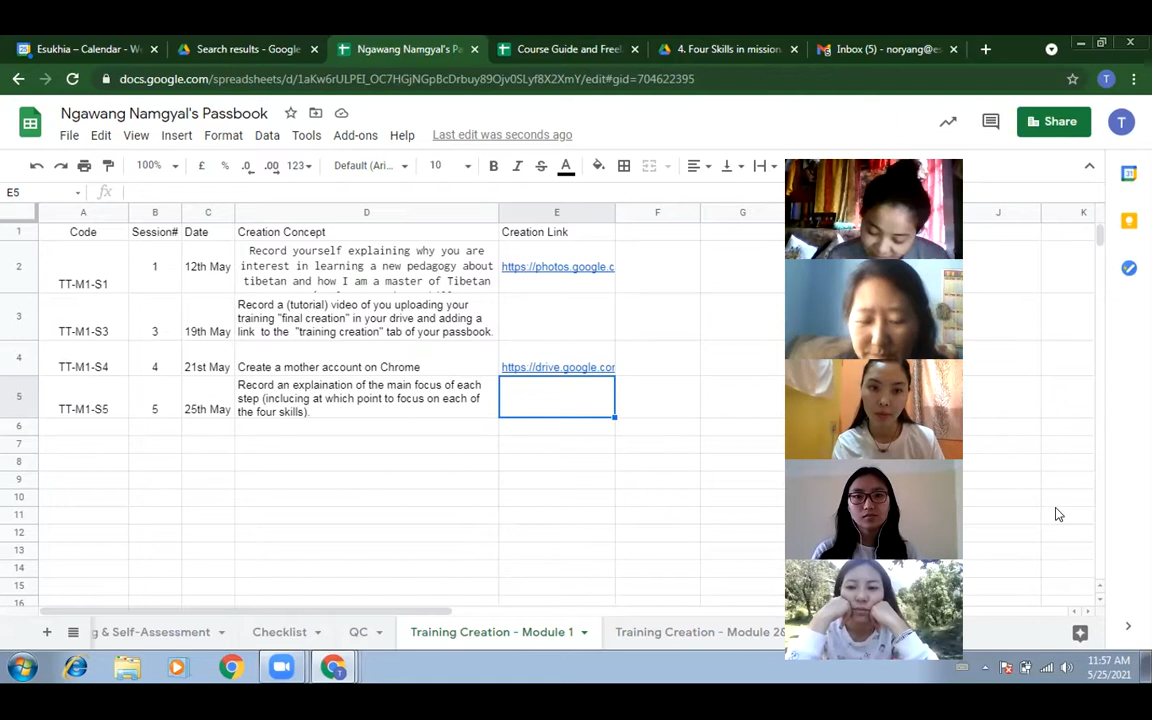 Esukhia – Calendar - W
Search results - Google
Ngawang Namgyal's Pa
Course Guide and Free
4. Four Skills in mission
Inbox (5) - noryang@es
docs.google.com/spreadsheets/d/1aKw6rULPEI_OC7HGjNGpBcDrbuy89Ojv0SLyf8X2XmY/edit#gid=704622395
T
Ngawang Namgyal's Passbook
File Edit View Insert Format Data Tools Add-ons Help Last edit was seconds ago
Share
T
100% £ % .0 .00 123 Default (Ari... 10 B I S A
E5 fx
A B C D E F G J K
1 Code Session# Date Creation Concept Creation Link
Record yourself explaining why you are
2 1 12th May interest in learning a new pedagogy about https://photos.google.c
TT-M1-S1 tibetan and how I am a master of Tibetan
Record a (tutorial) video of you uploading your
3 training "final creation" in your drive and adding a
TT-M1-S3 3 19th May link to the "training creation" tab of your passbook.
4
TT-M1-S4 4 21st May Create a mother account on Chrome https://drive.google.cor
Record an explaination of the main focus of each
5 step (inclucing at which point to focus on each of
TT-M1-S5 5 25th May the four skills).
6
7
8
9
10
11
12
13
14
15
16
g & Self-Assessment Checklist QC Training Creation - Module 1 Training Creation - Module 2&
11:57 AM
5/25/2021